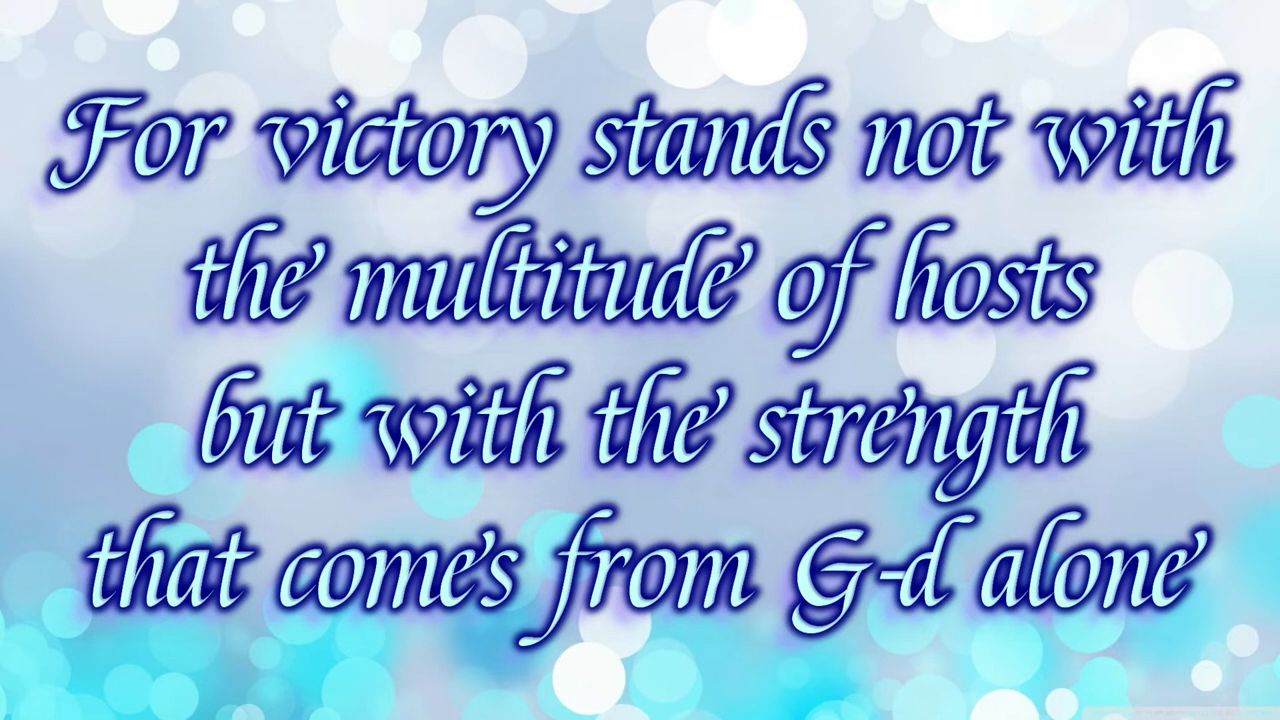 For victory stands not with
the multitude of hosts
but with the strength
that comes from G-d alone